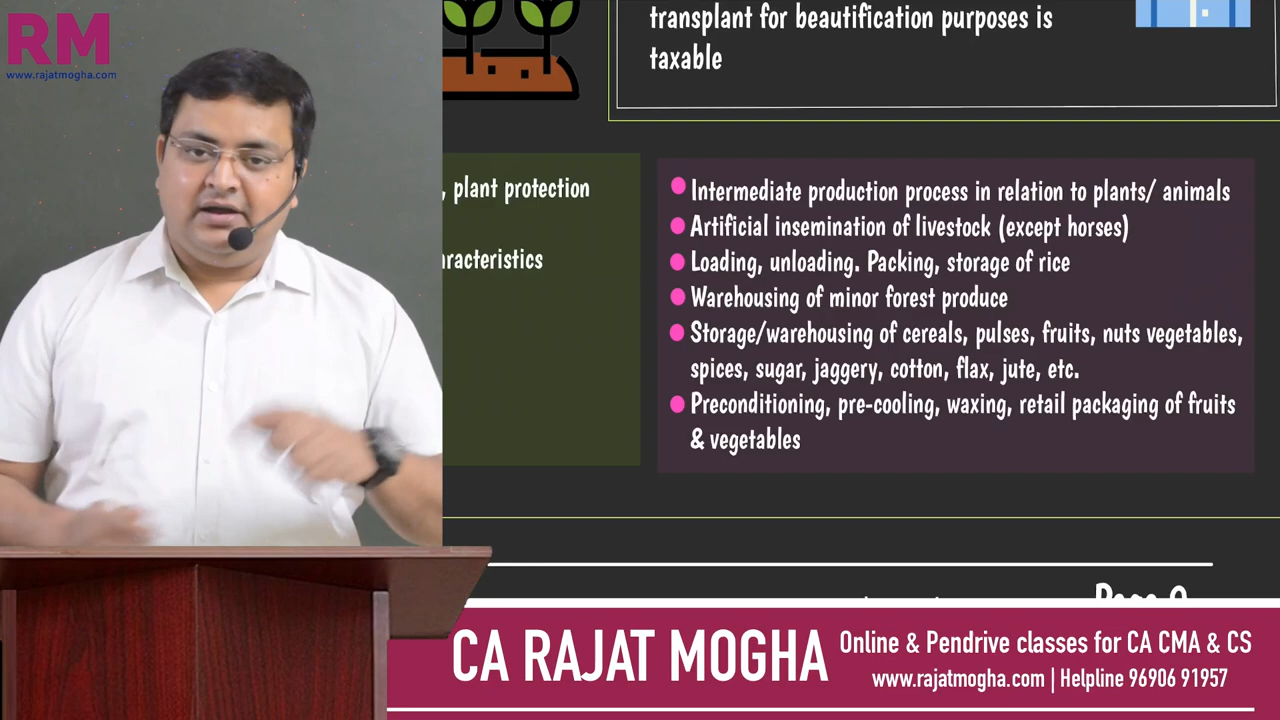 RM
www.rajatmogha.com
transplant for beautification purposes is
taxable
, plant protection
aracteristics
Intermediate production process in relation to plants/ animals
Artificial insemination of livestock (except horses)
Loading, unloading. Packing, storage of rice
Warehousing of minor forest produce
Storage/warehousing of cereals, pulses, fruits, nuts vegetables,
spices, sugar, jaggery, cotton, flax, jute, etc.
Preconditioning, pre-cooling, waxing, retail packaging of fruits
& vegetables
CA RAJAT MOGHA
Online & Pendrive classes for CA CMA & CS
www.rajatmogha.com | Helpline 96906 91957